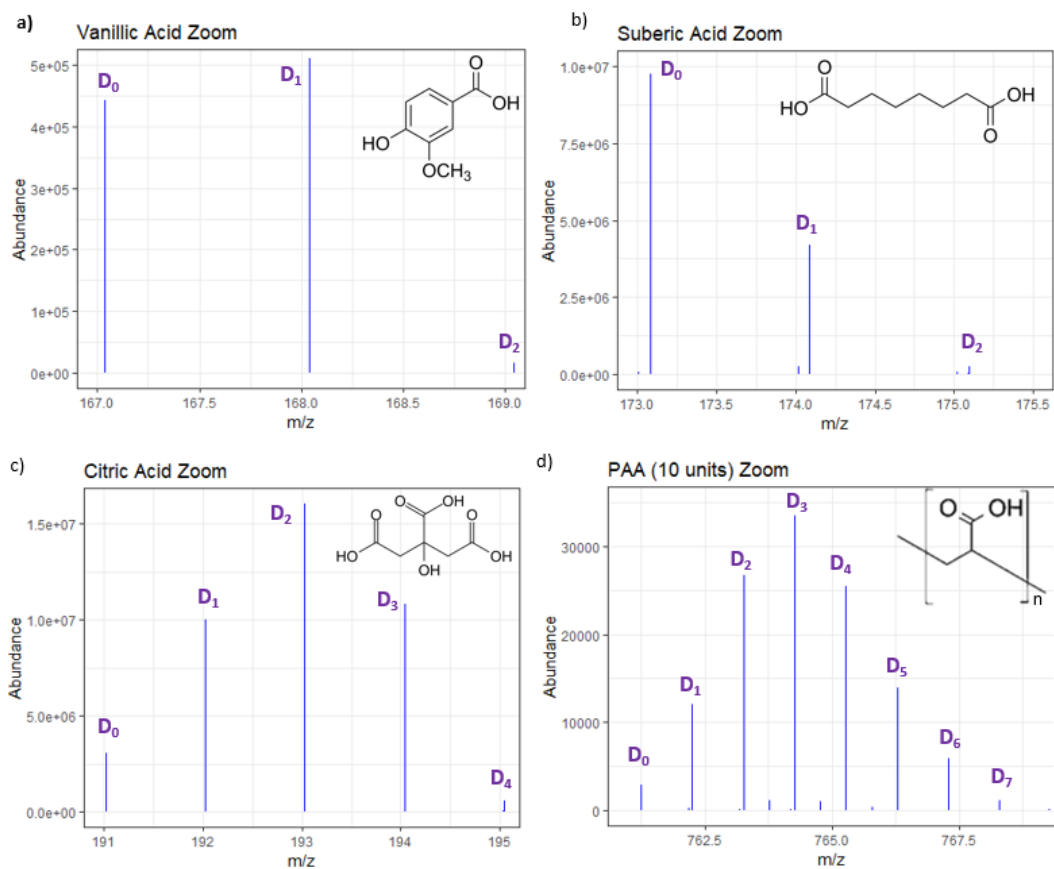 a)
Vanillic Acid Zoom
Abundance
5e+05
4e+05
3e+05
2e+05
1e+05
0e+00
D₀
D₁
D₂
O
OH
HO
OCH₃
167.0 167.5 168.0 168.5 169.0
m/z
b)
Suberic Acid Zoom
Abundance
1.0e+07
7.5e+06
5.0e+06
2.5e+06
0.0e+00
D₀
D₁
D₂
O
HO
OH
O
173.0 173.5 174.0 174.5 175.0 175.5
m/z
c)
Citric Acid Zoom
Abundance
1.5e+07
1.0e+07
5.0e+06
0.0e+00
D₀
D₁
D₂
D₃
D₄
O OH
O O
HO OH
OH
191 192 193 194 195
m/z
d)
PAA (10 units) Zoom
Abundance
30000
20000
10000
0
D₀
D₁
D₂
D₃
D₄
D₅
D₆
D₇
O OH
n
762.5 765.0 767.5
m/z